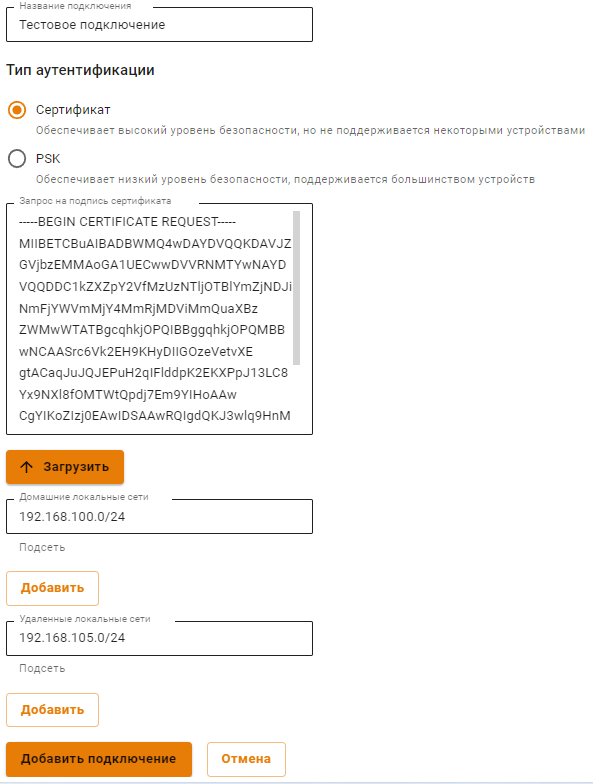 Название подключения
Тестовое подключение
Тип аутентификации
Сертификат
Обеспечивает высокий уровень безопасности, но не поддерживается некоторыми устройствами
PSK
Обеспечивает низкий уровень безопасности, поддерживается большинством устройств
Запрос на подпись сертификата
-----BEGIN CERTIFICATE REQUEST-----
MIIBETCBuAIBADBWMQ4wDAYDVQQKDAVJZ
GVjbzEMMAoGA1UECwwDVVRNMTYwNAYD
VQQDDC1kZXZpY2VfMzUzNTljOTBlYmZjNDJi
NmFjYWVmMjY4MmRjMDViMmQuaXBz
ZWMwWTATBgcqhkjOPQIBBggqhkjOPQMBB
wNCAASrc6Vk2EH9KHyDIIGOzeVetvXE
gtACaqJuJQJEPuH2qIFlddpK2EKXPpJ13LC8
Yx9NXl8fOMTWtQpdj7Em9YIHoAAw
CgYIKoZIzj0EAwIDSAAwRQIgdQKJ3wlq9HnM
Загрузить
Домашние локальные сети
192.168.100.0/24
Подсеть
Добавить
Удаленные локальные сети
192.168.105.0/24
Подсеть
Добавить
Добавить подключение
Отмена